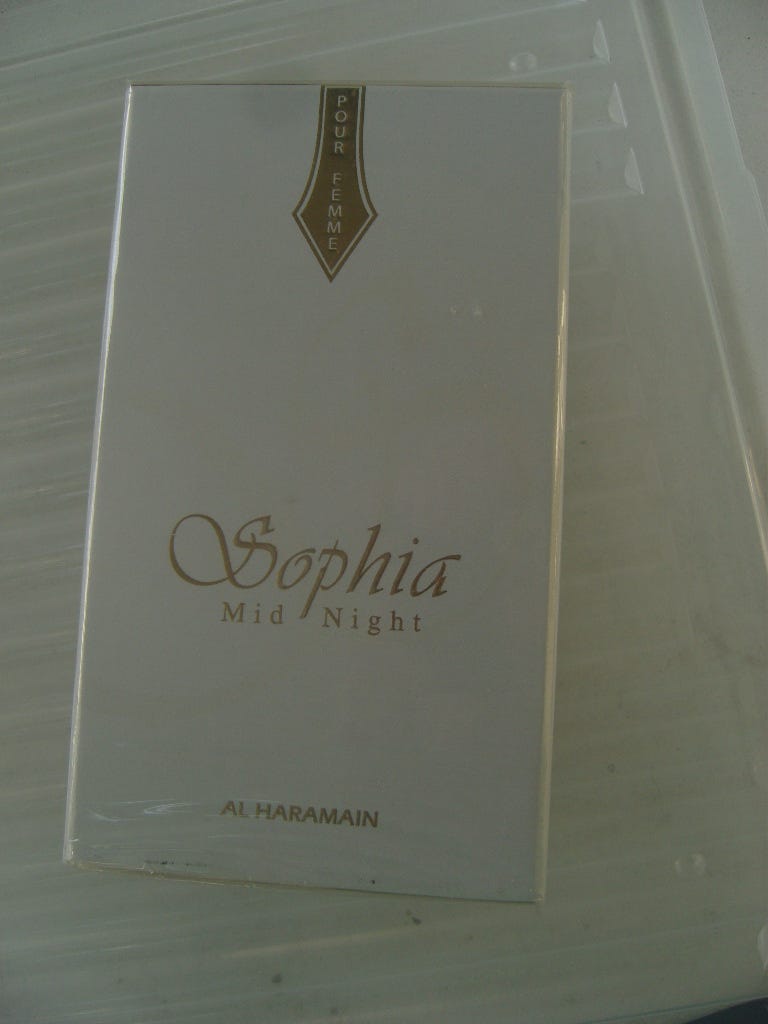 POUR FEMME
Sophia
Mid Night
AL HARAMAIN